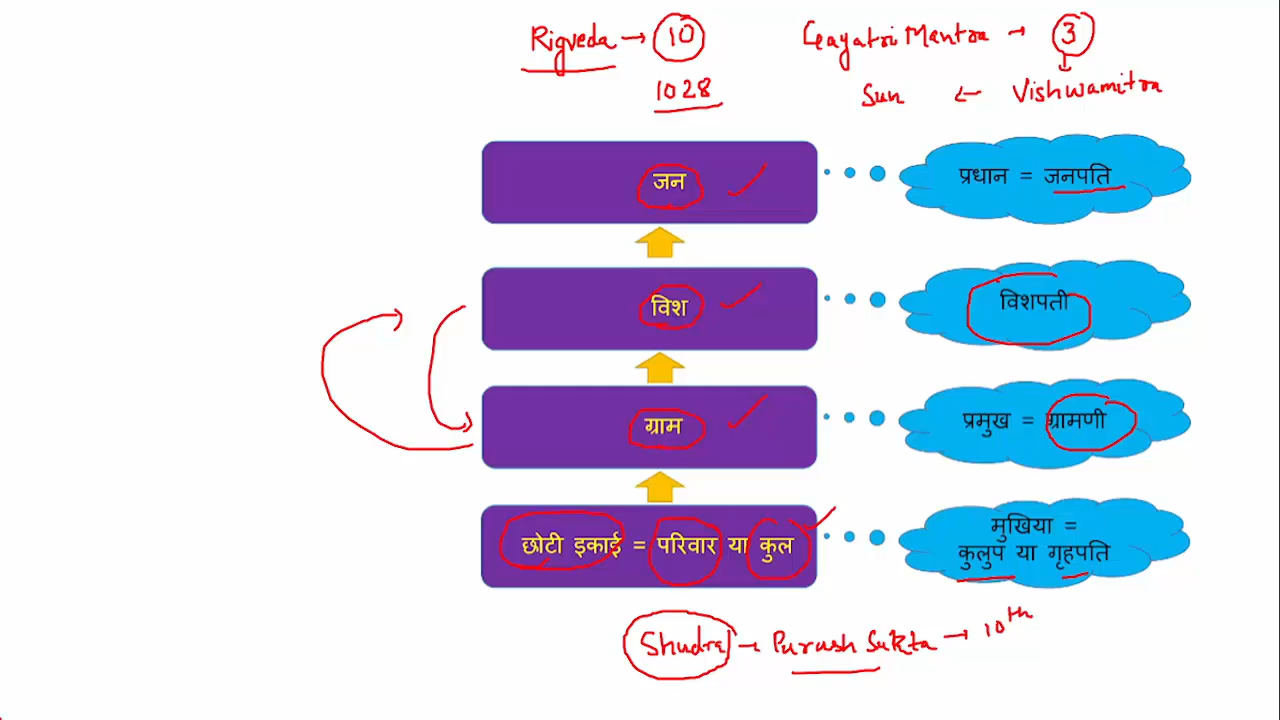 Rigveda → 10 Gayatri Mantra → 3
1028 Sun ← Vishwamitra
जन
प्रधान = जनपति
विश
विशपती
ग्राम
प्रमुख = ग्रामणी
छोटी इकाई = परिवार या कुल
मुखिया =
कुलुप या गृहपति
Shudra → Purush Sukta → 10th